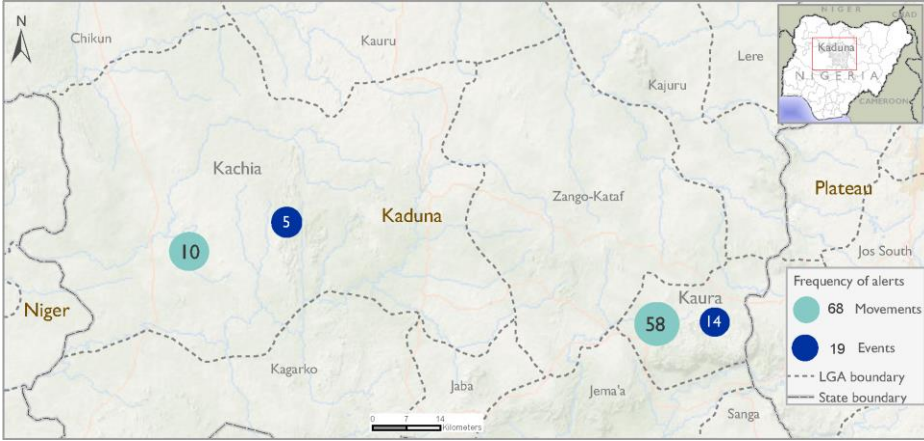 N
Chikun
Kauru
Lere
Kajuru
Kachia
Zango-Kataf
Kaduna
Plateau
5
10
Jos South
Niger
Kaura
58
14
Kagarko
Jaba
Jema'a
Sanga
0 7 14
Kilometers
NIGER
CHAD
Kaduna
NIGERIA
CAMEROON
Frequency of alerts
68 Movements
19 Events
LGA boundary
State boundary